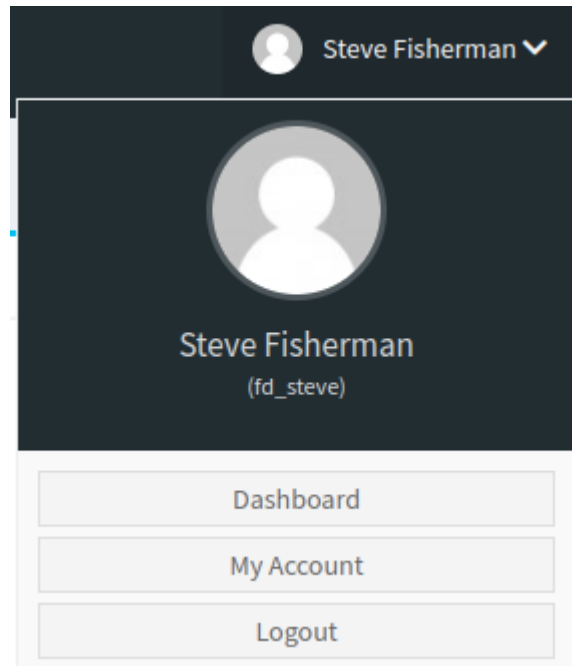 Steve Fisherman
Steve Fisherman
(fd_steve)
Dashboard
My Account
Logout